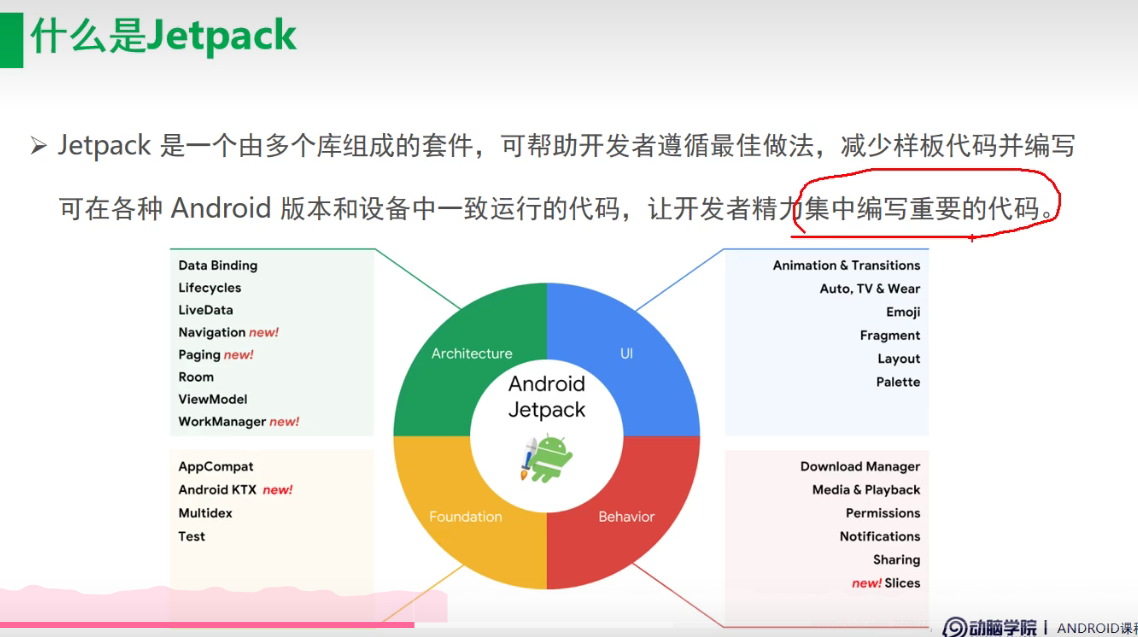 什么是Jetpack
➢ Jetpack 是一个由多个库组成的套件，可帮助开发者遵循最佳做法，减少样板代码并编写
可在各种 Android 版本和设备中一致运行的代码，让开发者精力集中编写重要的代码。
Data Binding
Lifecycles
LiveData
Navigation new!
Paging new!
Room
ViewModel
WorkManager new!
Animation & Transitions
Auto, TV & Wear
Emoji
Fragment
Layout
Palette
Architecture
UI
Android
Jetpack
Foundation
Behavior
AppCompat
Android KTX new!
Multidex
Test
Download Manager
Media & Playback
Permissions
Notifications
Sharing
new! Slices
动脑学院 | ANDROID课